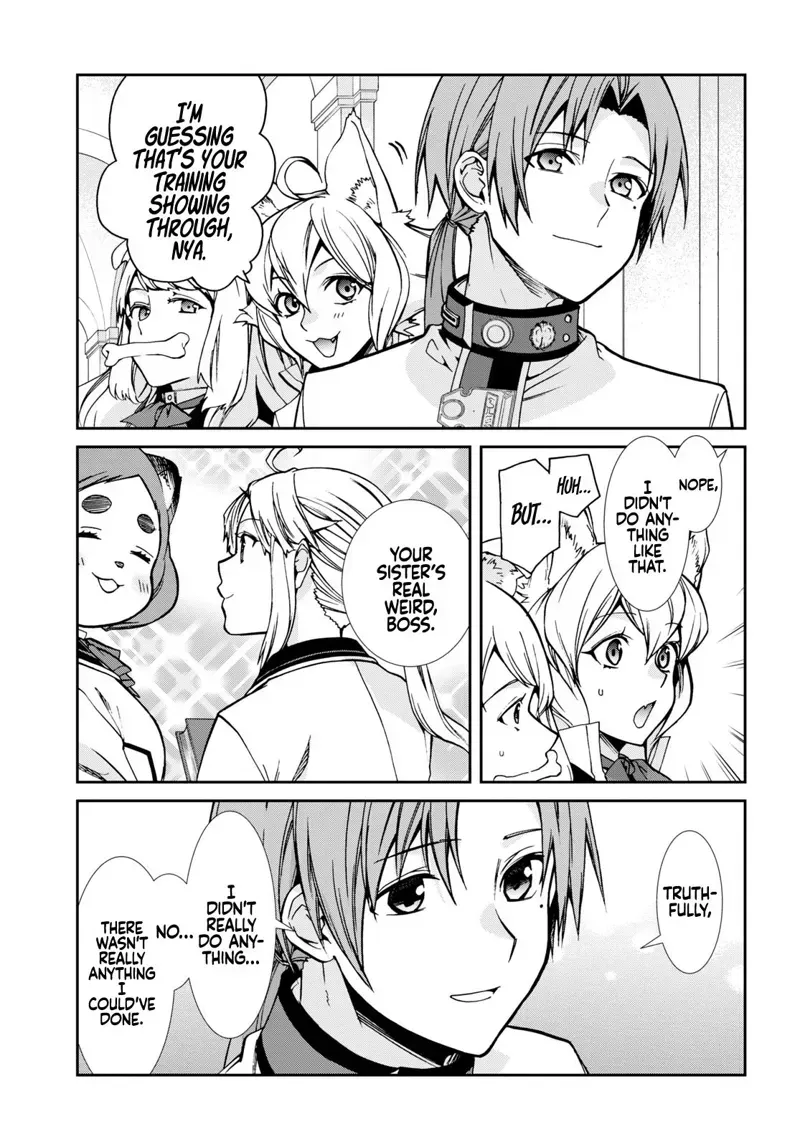 I'M
GUESSING
THAT'S YOUR
TRAINING
SHOWING
THROUGH,
NYA.
NOPE,
I
DIDN'T
DO ANY-
THING
LIKE
THAT.
HUH...
BUT...
YOUR
SISTER'S
REAL
WEIRD,
BOSS.
TRUTH-
FULLY,
I
DIDN'T
REALLY
DO ANY-
THING...
NO...
THERE
WASN'T
REALLY
ANYTHING
I
COULD'VE
DONE.